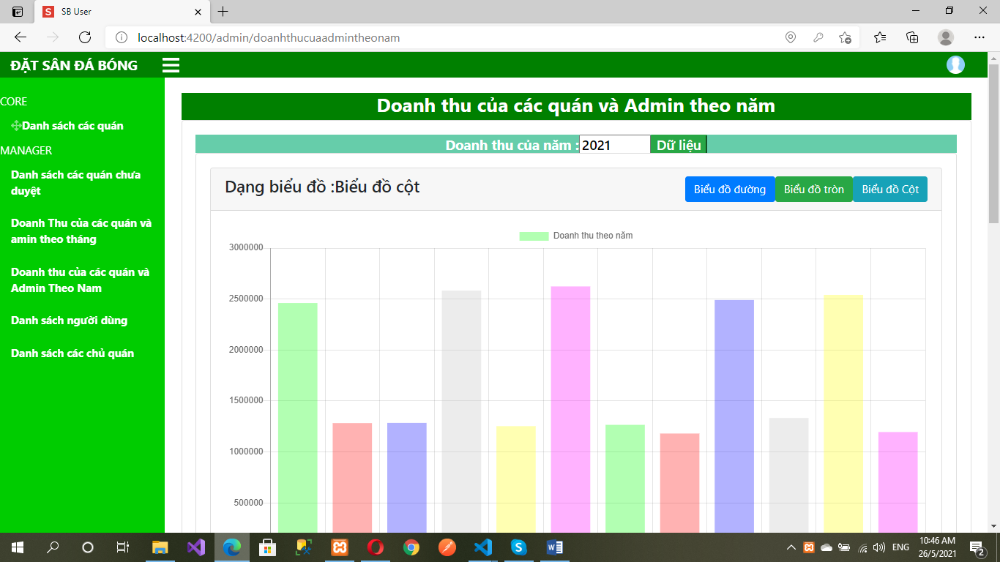 SB User
localhost:4200/admin/doanhthucuaadmintheonam
ĐẶT SÂN ĐÁ BÓNG
CORE
Danh sách các quán
MANAGER
Danh sách các quán chưa
duyệt
Doanh Thu của các quán và
amin theo tháng
Doanh thu của các quán và
Admin Theo Nam
Danh sách người dùng
Danh sách các chủ quán
Doanh thu của các quán và Admin theo năm
Doanh thu của năm : 2021 Dữ liệu
Dạng biểu đồ :Biểu đồ cột
Biểu đồ đường Biểu đồ tròn Biểu đồ Cột
Doanh thu theo năm
3000000
2500000
2000000
1500000
1000000
500000
ENG
10:46 AM
26/5/2021
2